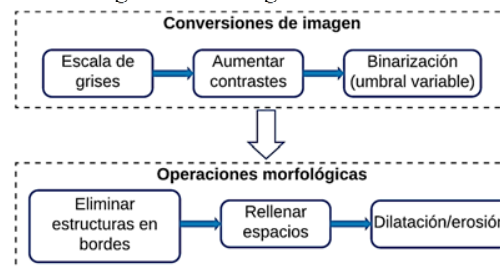 Conversiones de imagen
Escala de
grises
Aumentar
contrastes
Binarización
(umbral variable)
Operaciones morfológicas
Eliminar
estructuras en
bordes
Rellenar
espacios
Dilatación/erosión